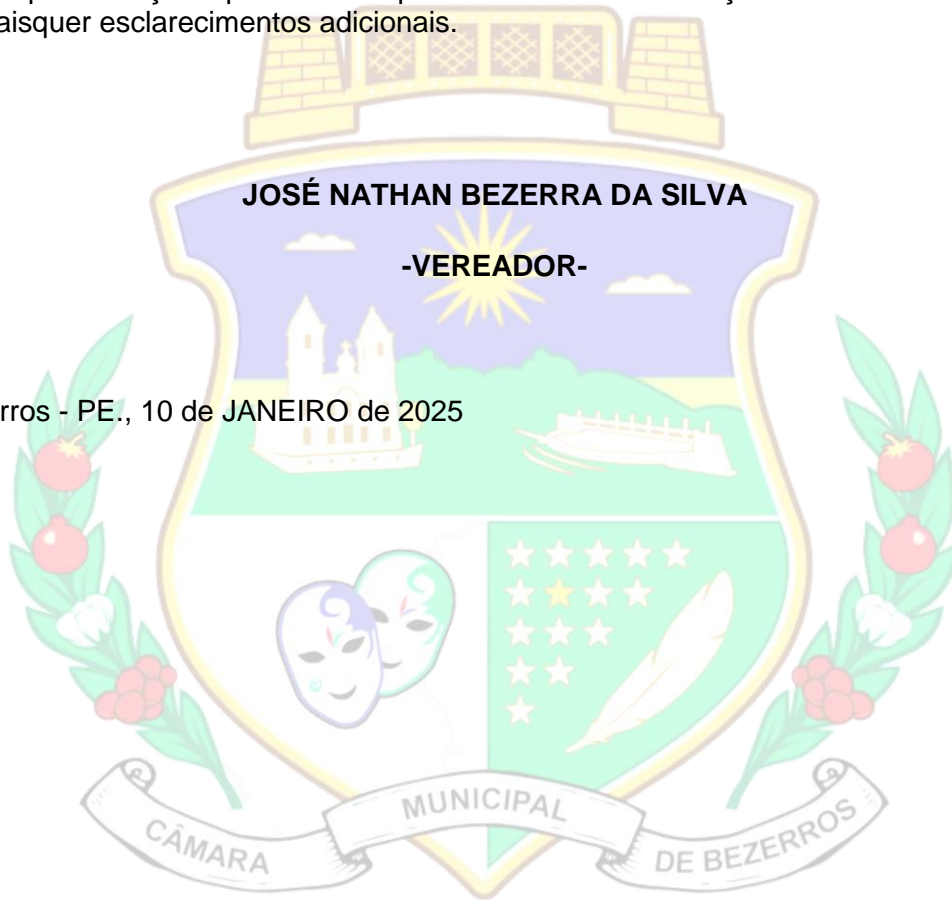 aisquer esclarecimentos adicionais.
JOSÉ NATHAN BEZERRA DA SILVA
-VEREADOR-
rros - PE., 10 de JANEIRO de 2025
CÂMARA
MUNICIPAL
DE BEZERROS